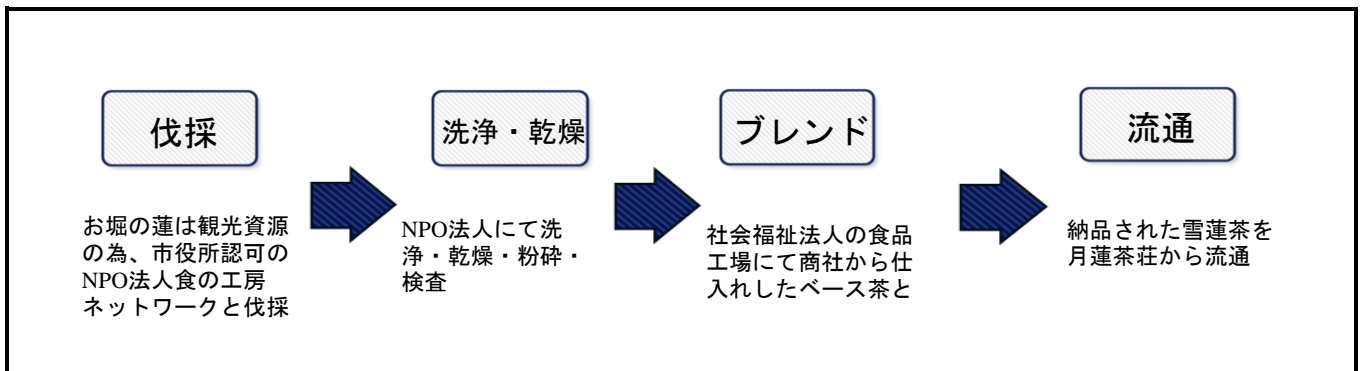 伐採
お堀の蓮は観光資源
の為、市役所認可の
NPO法人食の工房
ネットワークと伐採
洗浄・乾燥
NPO法人にて洗
浄・乾燥・粉砕・
検査
ブレンド
社会福祉法人の食品
工場にて商社から仕
入れしたベース茶と
流通
納品された雪蓮茶を
月蓮茶荘から流通